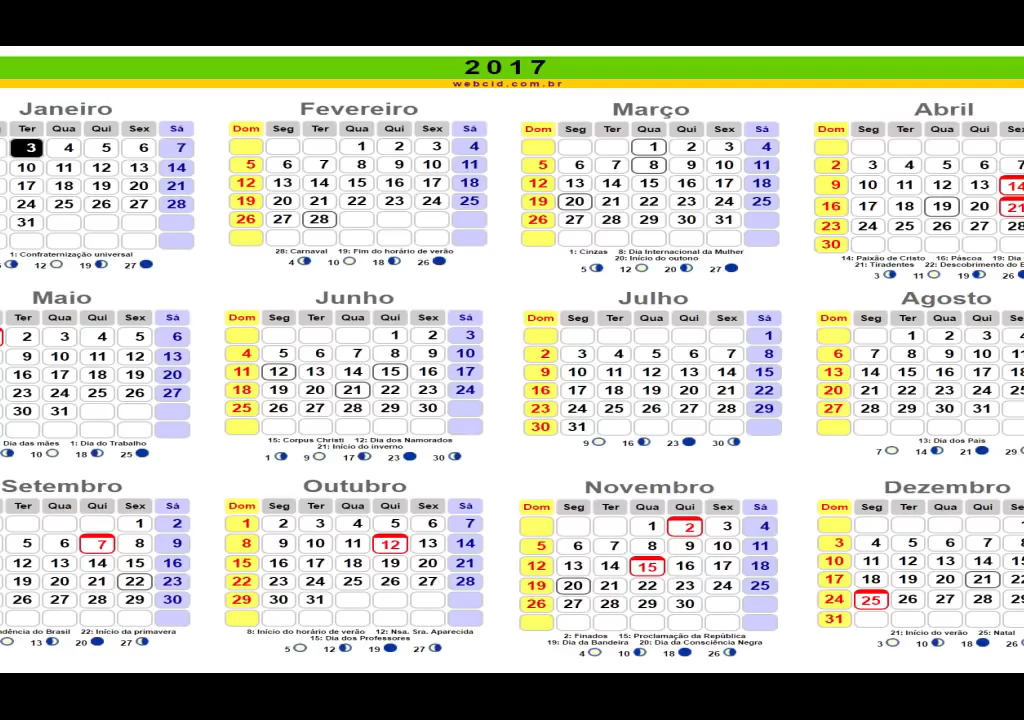 2017
webcid.com.br
Janeiro Fevereiro Março Abril
Ter Qua Qui Sex Sá Dom Seg Ter Qua Qui Sex Sá Dom Seg Ter Qua Qui Sex Sá Dom Seg Ter Qua Qui
3 4 5 6 7 1 2 3 4 1 2 3 4
10 11 12 13 14 5 6 7 8 9 10 11 5 6 7 8 9 10 11 2 3 4 5 6 7
17 18 19 20 21 12 13 14 15 16 17 18 12 13 14 15 16 17 18 9 10 11 12 13 14
24 25 26 27 28 19 20 21 22 23 24 25 19 20 21 22 23 24 25 16 17 18 19 20 21
31 26 27 28 26 27 28 29 30 31 23 24 25 26 27 28
30
1: Confraternização universal 28: Carnaval 19: Fim do horário de verão 1: Cinzas 8: Dia Internacional da Mulher 14: Paixão de Cristo 16: Páscoa 19: Dia
20: Início do outono 21: Tiradentes 22: Descobrimento do
12 19 27 4 10 18 26 5 12 20 27 3 11 19 26
Maio Junho Julho Agosto
Ter Qua Qui Sex Sá Dom Seg Ter Qua Qui Sex Sá Dom Seg Ter Qua Qui Sex Sá Dom Seg Ter Qua Qui
2 3 4 5 6 1 2 3 1 1 2 3 4
9 10 11 12 13 4 5 6 7 8 9 10 2 3 4 5 6 7 8 6 7 8 9 10 11
16 17 18 19 20 11 12 13 14 15 16 17 9 10 11 12 13 14 15 13 14 15 16 17 18
23 24 25 26 27 18 19 20 21 22 23 24 16 17 18 19 20 21 22 20 21 22 23 24 25
30 31 25 26 27 28 29 30 23 24 25 26 27 28 29 27 28 29 30 31
30 31
Dia das mães 1: Dia do Trabalho 15: Corpus Christi 12: Dia dos Namorados 13: Dia dos Pais
21: Início do inverno
10 18 25 1 9 17 23 30 9 16 23 30 7 14 21 29
Setembro Outubro Novembro Dezembro
Ter Qua Qui Sex Sá Dom Seg Ter Qua Qui Sex Sá Dom Seg Ter Qua Qui Sex Sá Dom Seg Ter Qua Qui
1 2 1 2 3 4 5 6 7 1 2 3 4
5 6 7 8 9 8 9 10 11 12 13 14 5 6 7 8 9 10 11 3 4 5 6 7 8
12 13 14 15 16 15 16 17 18 19 20 21 12 13 14 15 16 17 18 10 11 12 13 14 15
19 20 21 22 23 22 23 24 25 26 27 28 19 20 21 22 23 24 25 17 18 19 20 21 22
26 27 28 29 30 29 30 31 26 27 28 29 30 24 25 26 27 28 29
31
do Brasil 22: Início da primavera 8: Início do horário de verão 12: Nsa. Sra. Aparecida 2: Finados 15: Proclamação da República 21: Início do verão 25: Natal
15: Dia dos Professores 19: Dia da Bandeira 20: Dia da Consciência Negra
13 20 27 5 12 19 27 4 10 18 26 3 10 18 26